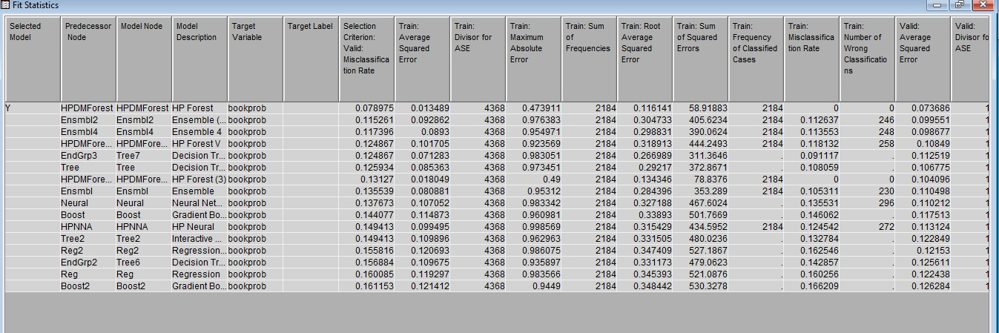 Fit Statistics
Selected Model Predecessor Node Model Node Model Description Target Variable Target Label Selection Criterion: Valid: Misclassifica tion Rate Train: Average Squared Error Train: Divisor for ASE Train: Maximum Absolute Error Train: Sum of Frequencies Train: Root Average Squared Error Train: Sum of Squared Errors Train: Frequency of Classified Cases Train: Misclassifica tion Rate Train: Number of Wrong Classificatio ns Valid: Average Squared Error Valid: Divisor fo ASE
Y HPDMForest HPDMForest HP Forest bookprob 0.078975 0.013489 4368 0.473911 2184 0.116141 58.91883 2184 0 0 0.073686 1
Ensmbl2 Ensmbl2 Ensemble (... bookprob 0.115261 0.092862 4368 0.976383 2184 0.304733 405.6234 2184 0.112637 246 0.099551 1
Ensmbl4 Ensmbl4 Ensemble 4 bookprob 0.117396 0.0893 4368 0.954971 2184 0.298831 390.0624 2184 0.113553 248 0.098677 1
HPDMFore... HPDMFore... HP Forest V bookprob 0.124867 0.101705 4368 0.923569 2184 0.318913 444.2493 2184 0.118132 258 0.10849 1
EndGrp3 Tree7 Decision Tr... bookprob 0.124867 0.071283 4368 0.983051 2184 0.266989 311.3646 . 0.091117 . 0.112519 1
Tree Tree Decision Tr... bookprob 0.125934 0.085363 4368 0.973451 2184 0.29217 372.8671 . 0.108059 . 0.106775 1
HPDMFore... HPDMFore... HP Forest (3) bookprob 0.13127 0.018049 4368 0.49 2184 0.134346 78.8376 2184 0 0 0.104096 1
Ensmbl Ensmbl Ensemble bookprob 0.135539 0.080881 4368 0.95312 2184 0.284396 353.289 2184 0.105311 230 0.110498 1
Neural Neural Neural Net... bookprob 0.137673 0.107052 4368 0.983342 2184 0.327188 467.6024 . 0.135531 296 0.110212 1
Boost Boost Gradient Bo... bookprob 0.144077 0.114873 4368 0.960981 2184 0.33893 501.7669 . 0.146062 . 0.117513 1
HPNNA HPNNA HP Neural bookprob 0.149413 0.099495 4368 0.998569 2184 0.315429 434.5952 2184 0.124542 272 0.113124 1
Tree2 Tree2 Interactive ... bookprob 0.149413 0.109896 4368 0.962963 2184 0.331505 480.0236 . 0.132784 . 0.122849 1
Reg2 Reg2 Regression... bookprob 0.155816 0.120693 4368 0.986075 2184 0.347409 527.1867 . 0.162546 . 0.12153 1
EndGrp2 Tree6 Decision Tr... bookprob 0.156884 0.109675 4368 0.935897 2184 0.331173 479.0623 . 0.142857 . 0.125611 1
Reg Reg Regression bookprob 0.160085 0.119297 4368 0.983566 2184 0.345393 521.0876 . 0.160256 . 0.122438 1
Boost2 Boost2 Gradient Bo... bookprob 0.161153 0.121412 4368 0.9449 2184 0.348442 530.3278 . 0.166209 . 0.126284 1